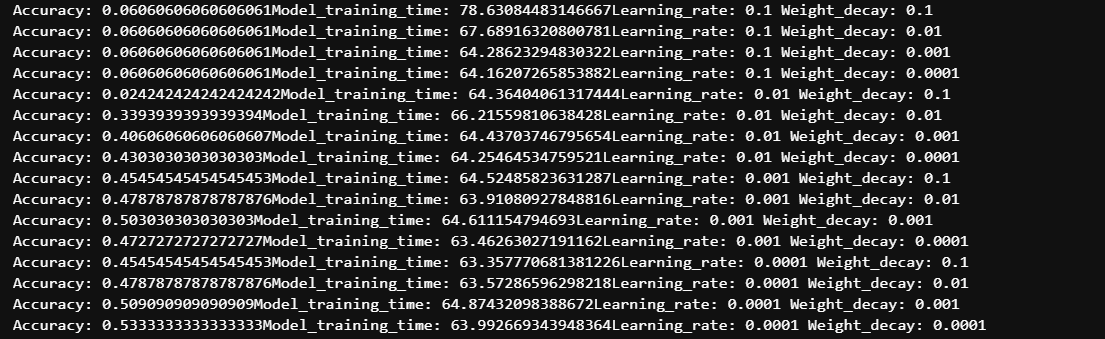 Accuracy: 0.06060606060606061Model_training_time: 78.63084483146667Learning_rate: 0.1 Weight_decay: 0.1
Accuracy: 0.06060606060606061Model_training_time: 67.68916320800781Learning_rate: 0.1 Weight_decay: 0.01
Accuracy: 0.06060606060606061Model_training_time: 64.28623294830322Learning_rate: 0.1 Weight_decay: 0.001
Accuracy: 0.06060606060606061Model_training_time: 64.16207265853882Learning_rate: 0.1 Weight_decay: 0.0001
Accuracy: 0.024242424242424242Model_training_time: 64.36404061317444Learning_rate: 0.01 Weight_decay: 0.1
Accuracy: 0.3393939393939394Model_training_time: 66.21559810638428Learning_rate: 0.01 Weight_decay: 0.01
Accuracy: 0.406060606060606​07Model_training_time: 64.43703746795654Learning_rate: 0.01 Weight_decay: 0.001
Accuracy: 0.4303030303030303Model_training_time: 64.25464534759521Learning_rate: 0.01 Weight_decay: 0.0001
Accuracy: 0.45454545454545453Model_training_time: 64.52485823631287Learning_rate: 0.001 Weight_decay: 0.1
Accuracy: 0.47878787878787876Model_training_time: 63.91080927848816Learning_rate: 0.001 Weight_decay: 0.01
Accuracy: 0.503030303030303Model_training_time: 64.611154794693Learning_rate: 0.001 Weight_decay: 0.001
Accuracy: 0.4727272727272727Model_training_time: 63.46263027191162Learning_rate: 0.001 Weight_decay: 0.0001
Accuracy: 0.45454545454545453Model_training_time: 63.357770681381226Learning_rate: 0.0001 Weight_decay: 0.1
Accuracy: 0.47878787878787876Model_training_time: 63.57286596298218Learning_rate: 0.0001 Weight_decay: 0.01
Accuracy: 0.509090909090909Model_training_time: 64.87432098388672Learning_rate: 0.0001 Weight_decay: 0.001
Accuracy: 0.5333333333333333Model_training_time: 63.992669343948364Learning_rate: 0.0001 Weight_decay: 0.0001